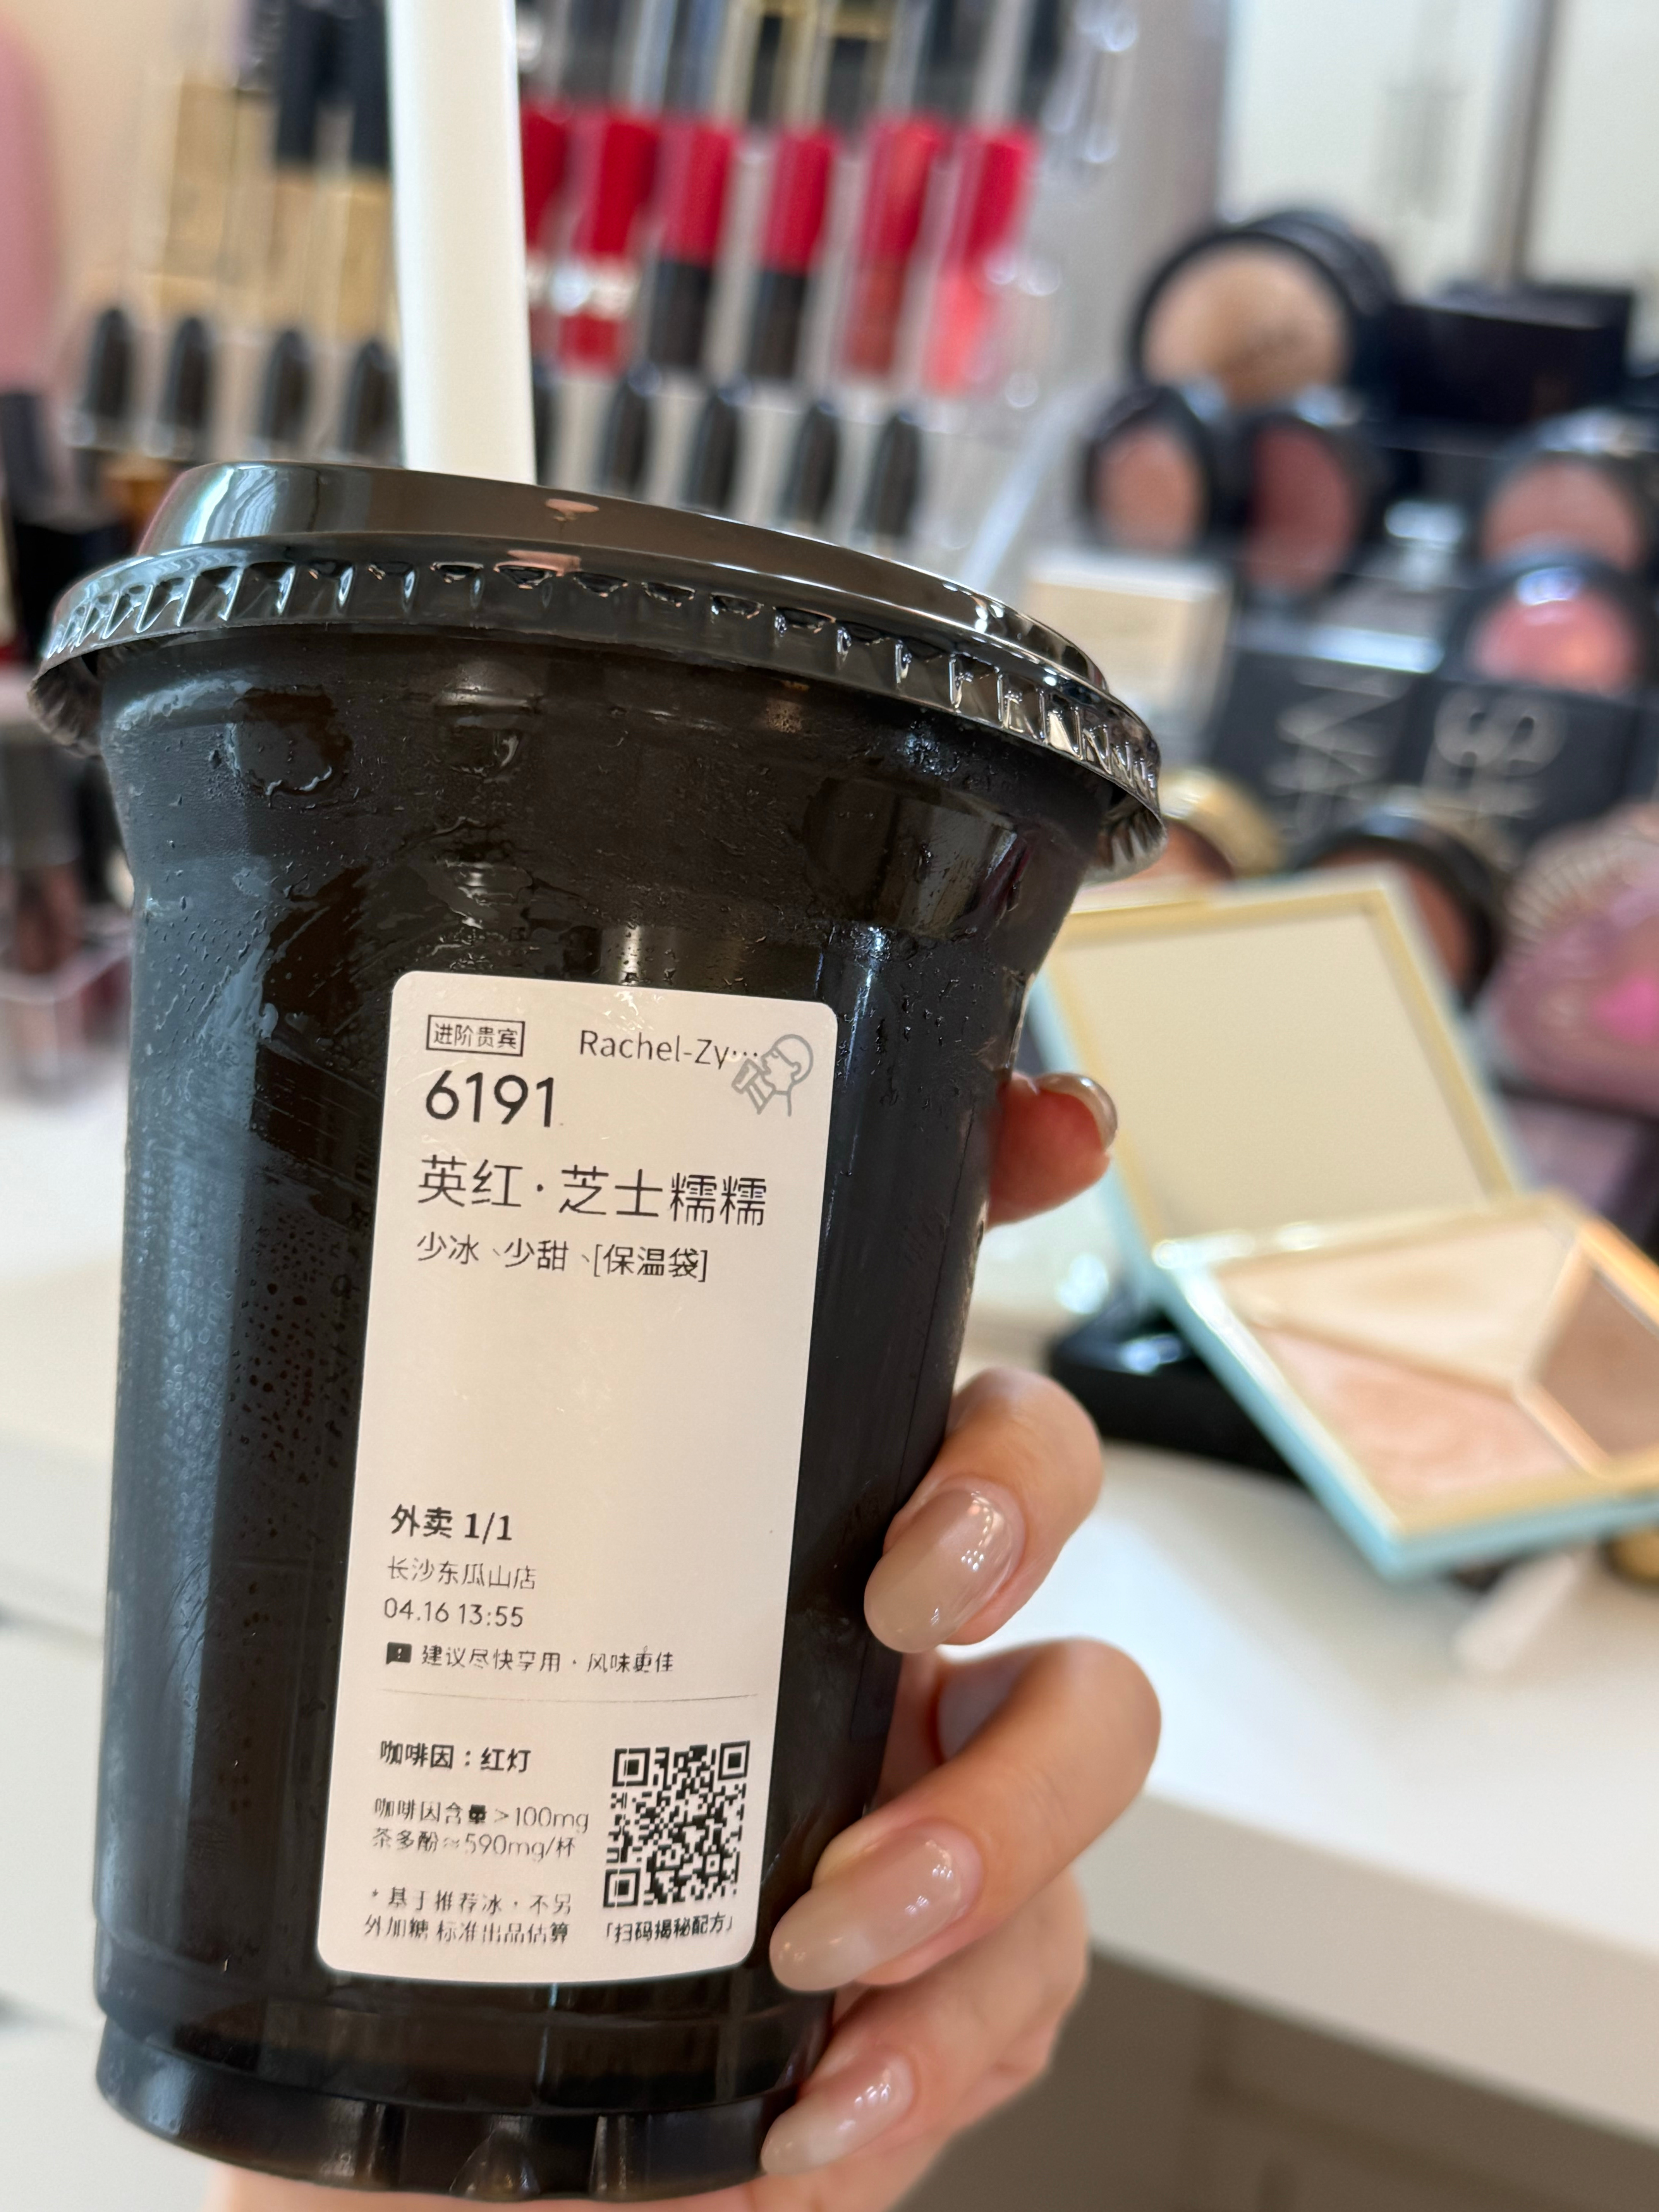 进阶贵宾 Rachel-Zy…
6191
英红·芝士糯糯
少冰、少甜、[保温袋]
外卖 1/1
长沙东瓜山店
04.16 13:55
建议尽快享用·风味更佳
咖啡因：红灯
咖啡因含量>100mg
茶多酚≈590mg/杯
*基于推荐冰，不另
外加糖 标准出品估算
「扫码揭秘配方」
NARS